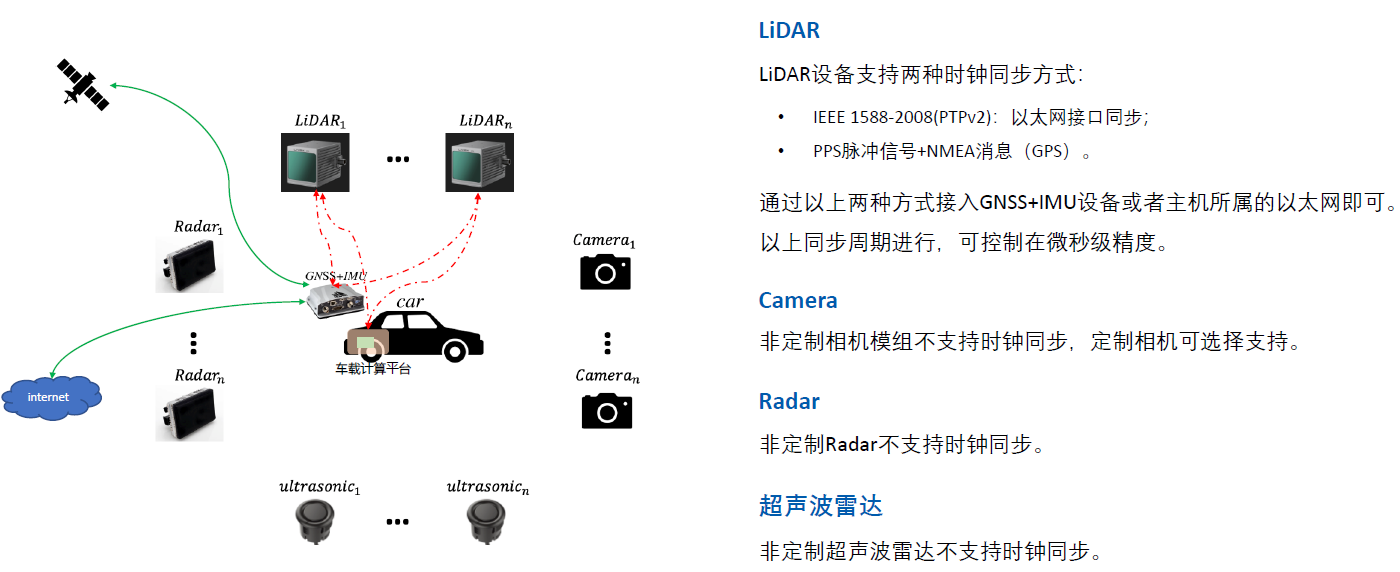 LiDAR₁
LiDARₙ
Radar₁
GNSS+IMU
Camera₁
car
车载计算平台
Radarₙ
Cameraₙ
internet
ultrasonic₁
ultrasonicₙ
LiDAR
LiDAR设备支持两种时钟同步方式：
• IEEE 1588-2008(PTPv2)：以太网接口同步；
• PPS脉冲信号+NMEA消息（GPS）。
通过以上两种方式接入GNSS+IMU设备或者主机所属的以太网即可。
以上同步周期进行，可控制在微秒级精度。
Camera
非定制相机模组不支持时钟同步，定制相机可选择支持。
Radar
非定制Radar不支持时钟同步。
超声波雷达
非定制超声波雷达不支持时钟同步。